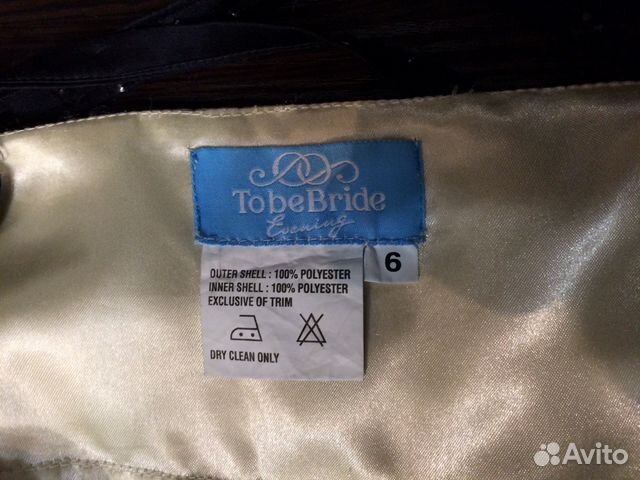 TobeBride
Evening
6
OUTER SHELL : 100% POLYESTER
INNER SHELL : 100% POLYESTER
EXCLUSIVE OF TRIM
DRY CLEAN ONLY
Avito